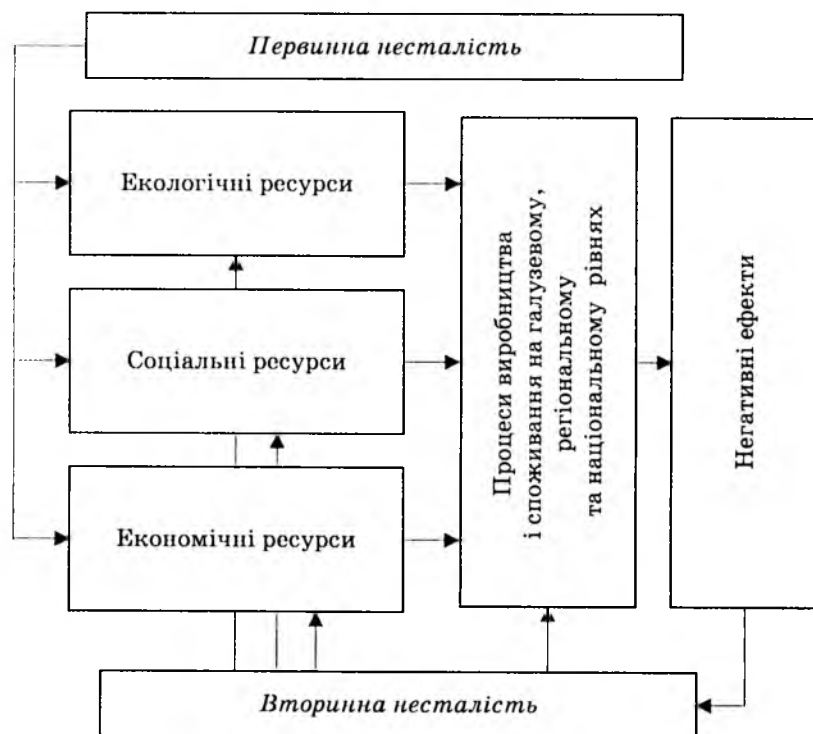 Первинна несталість
Екологічні ресурси
Соціальні ресурси
Економічні ресурси
Процеси виробництва
і споживання на галузевому,
регіональному
та національному рівнях
Негативні ефекти
Вторинна несталість